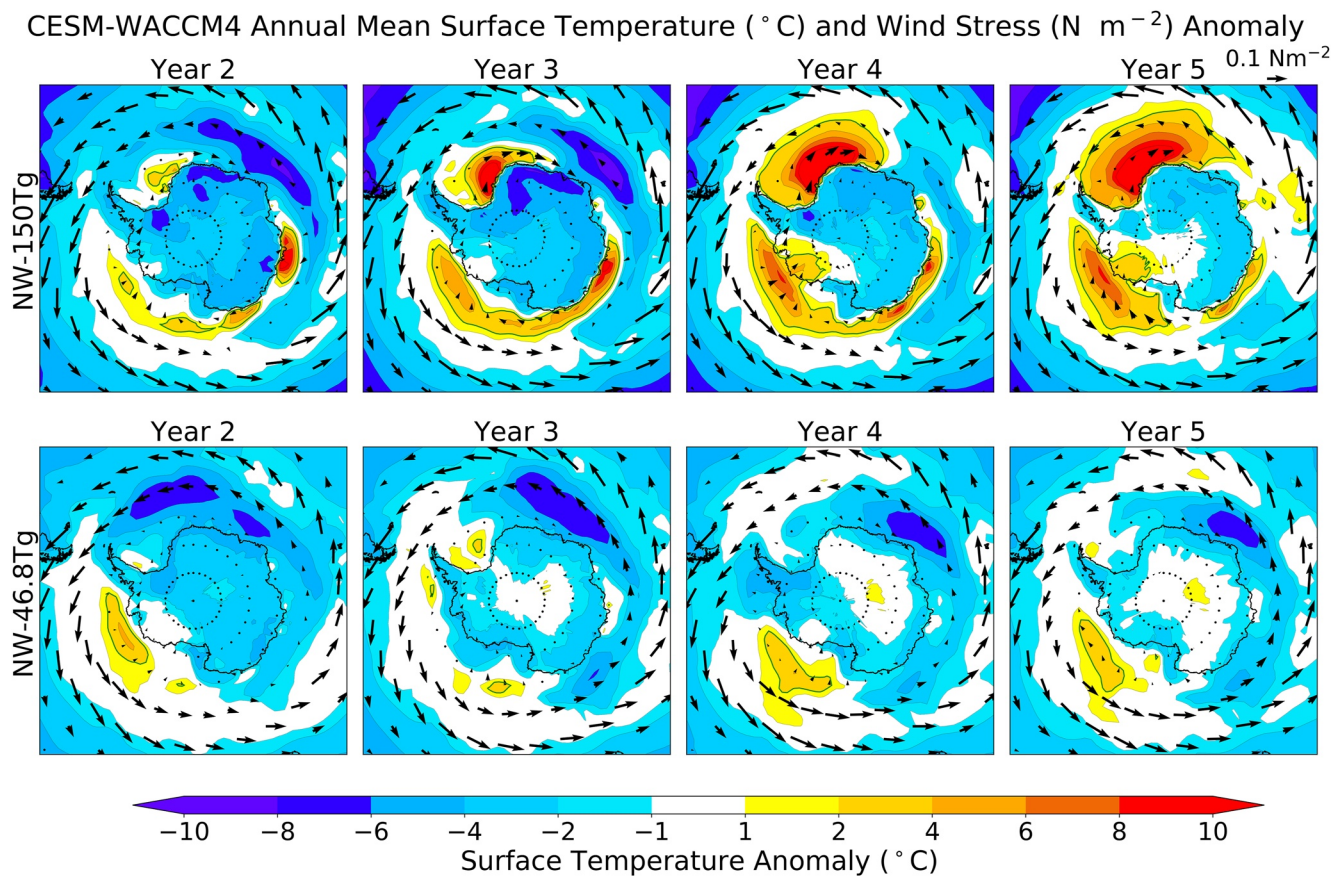 CESM-WACCM4 Annual Mean Surface Temperature (°C) and Wind Stress (N m⁻²) Anomaly
0.1 Nm⁻²
Year 2 Year 3 Year 4 Year 5
NW-150Tg
Year 2 Year 3 Year 4 Year 5
NW-46.8Tg
−10 −8 −6 −4 −2 −1 1 2 4 6 8 10
Surface Temperature Anomaly (°C)